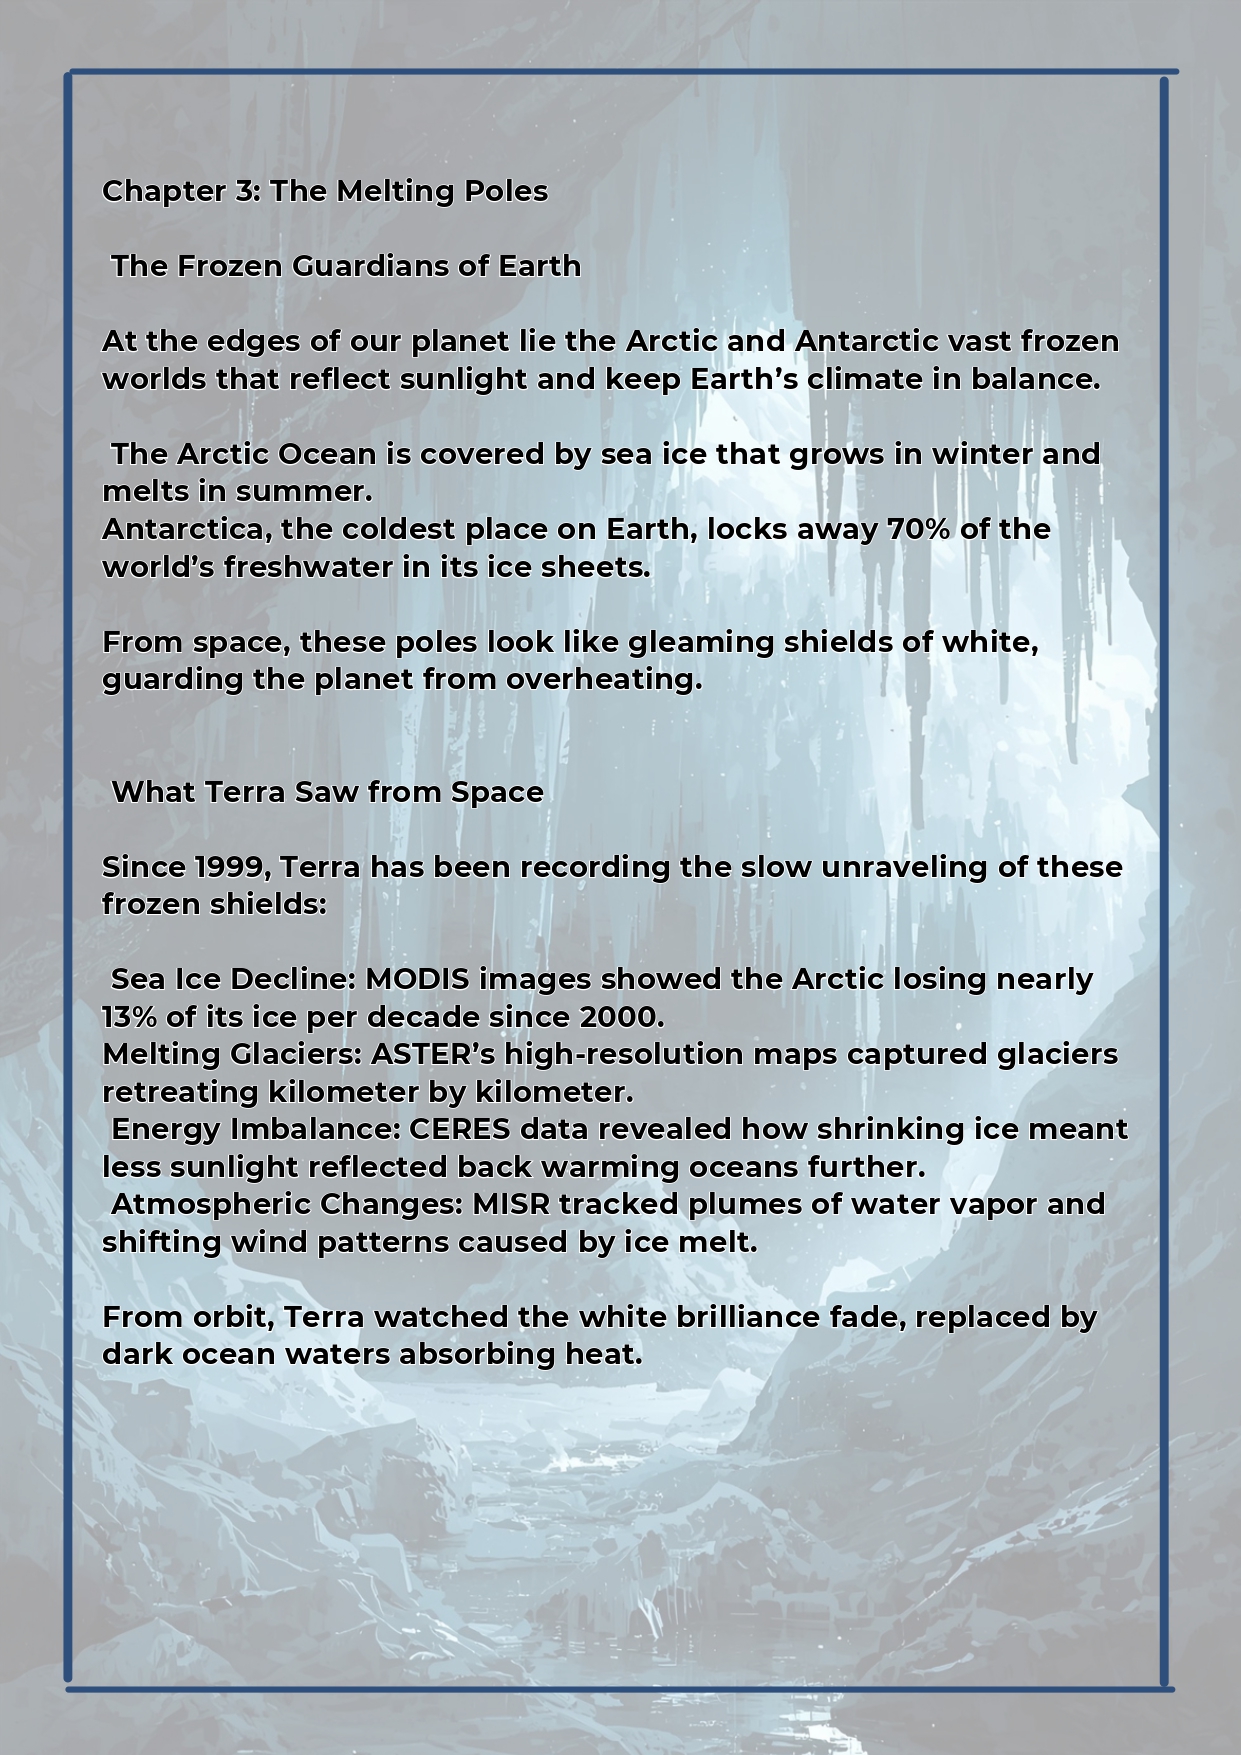 Chapter 3: The Melting Poles
The Frozen Guardians of Earth
At the edges of our planet lie the Arctic and Antarctic vast frozen
worlds that reflect sunlight and keep Earth’s climate in balance.
The Arctic Ocean is covered by sea ice that grows in winter and
melts in summer.
Antarctica, the coldest place on Earth, locks away 70% of the
world’s freshwater in its ice sheets.
From space, these poles look like gleaming shields of white,
guarding the planet from overheating.
What Terra Saw from Space
Since 1999, Terra has been recording the slow unraveling of these
frozen shields:
Sea Ice Decline: MODIS images showed the Arctic losing nearly
13% of its ice per decade since 2000.
Melting Glaciers: ASTER’s high-resolution maps captured glaciers
retreating kilometer by kilometer.
Energy Imbalance: CERES data revealed how shrinking ice meant
less sunlight reflected back warming oceans further.
Atmospheric Changes: MISR tracked plumes of water vapor and
shifting wind patterns caused by ice melt.
From orbit, Terra watched the white brilliance fade, replaced by
dark ocean waters absorbing heat.